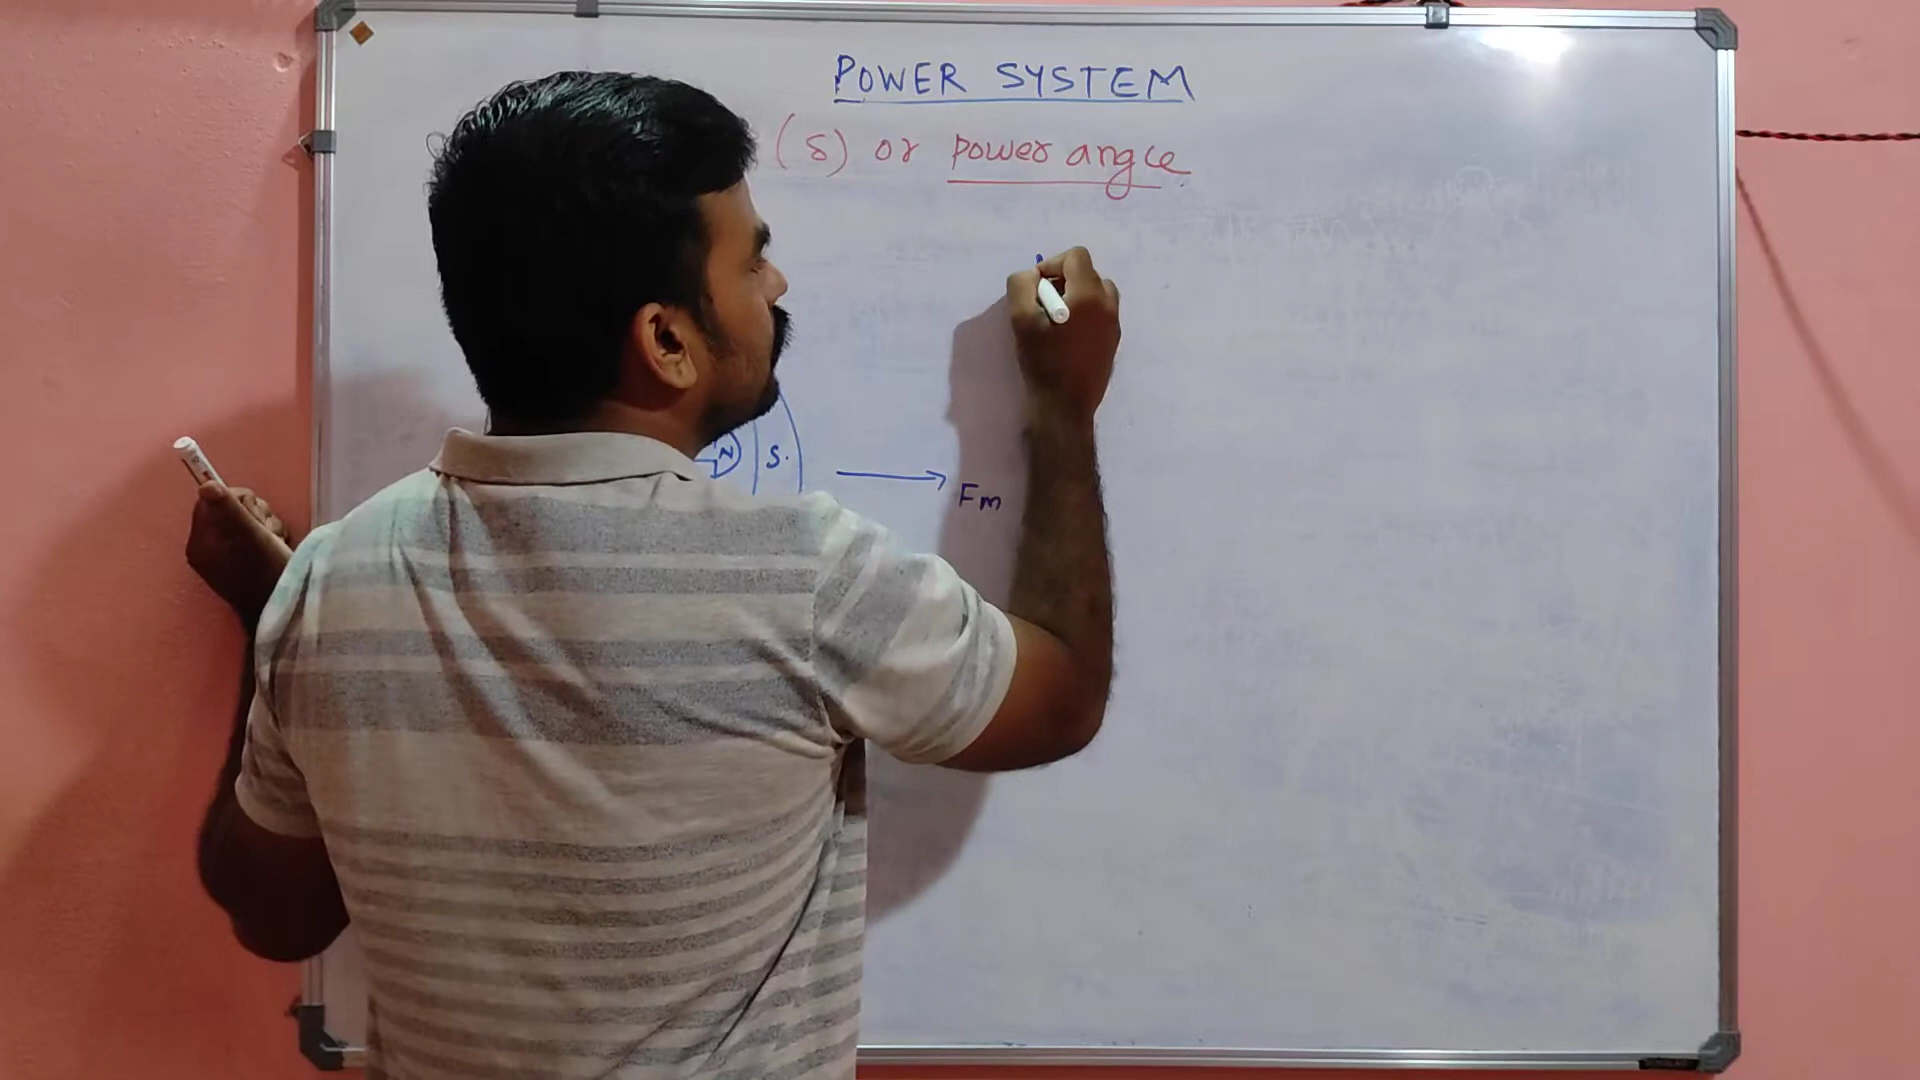 POWER SYSTEM
(δ) or power angle
N S.
Fm